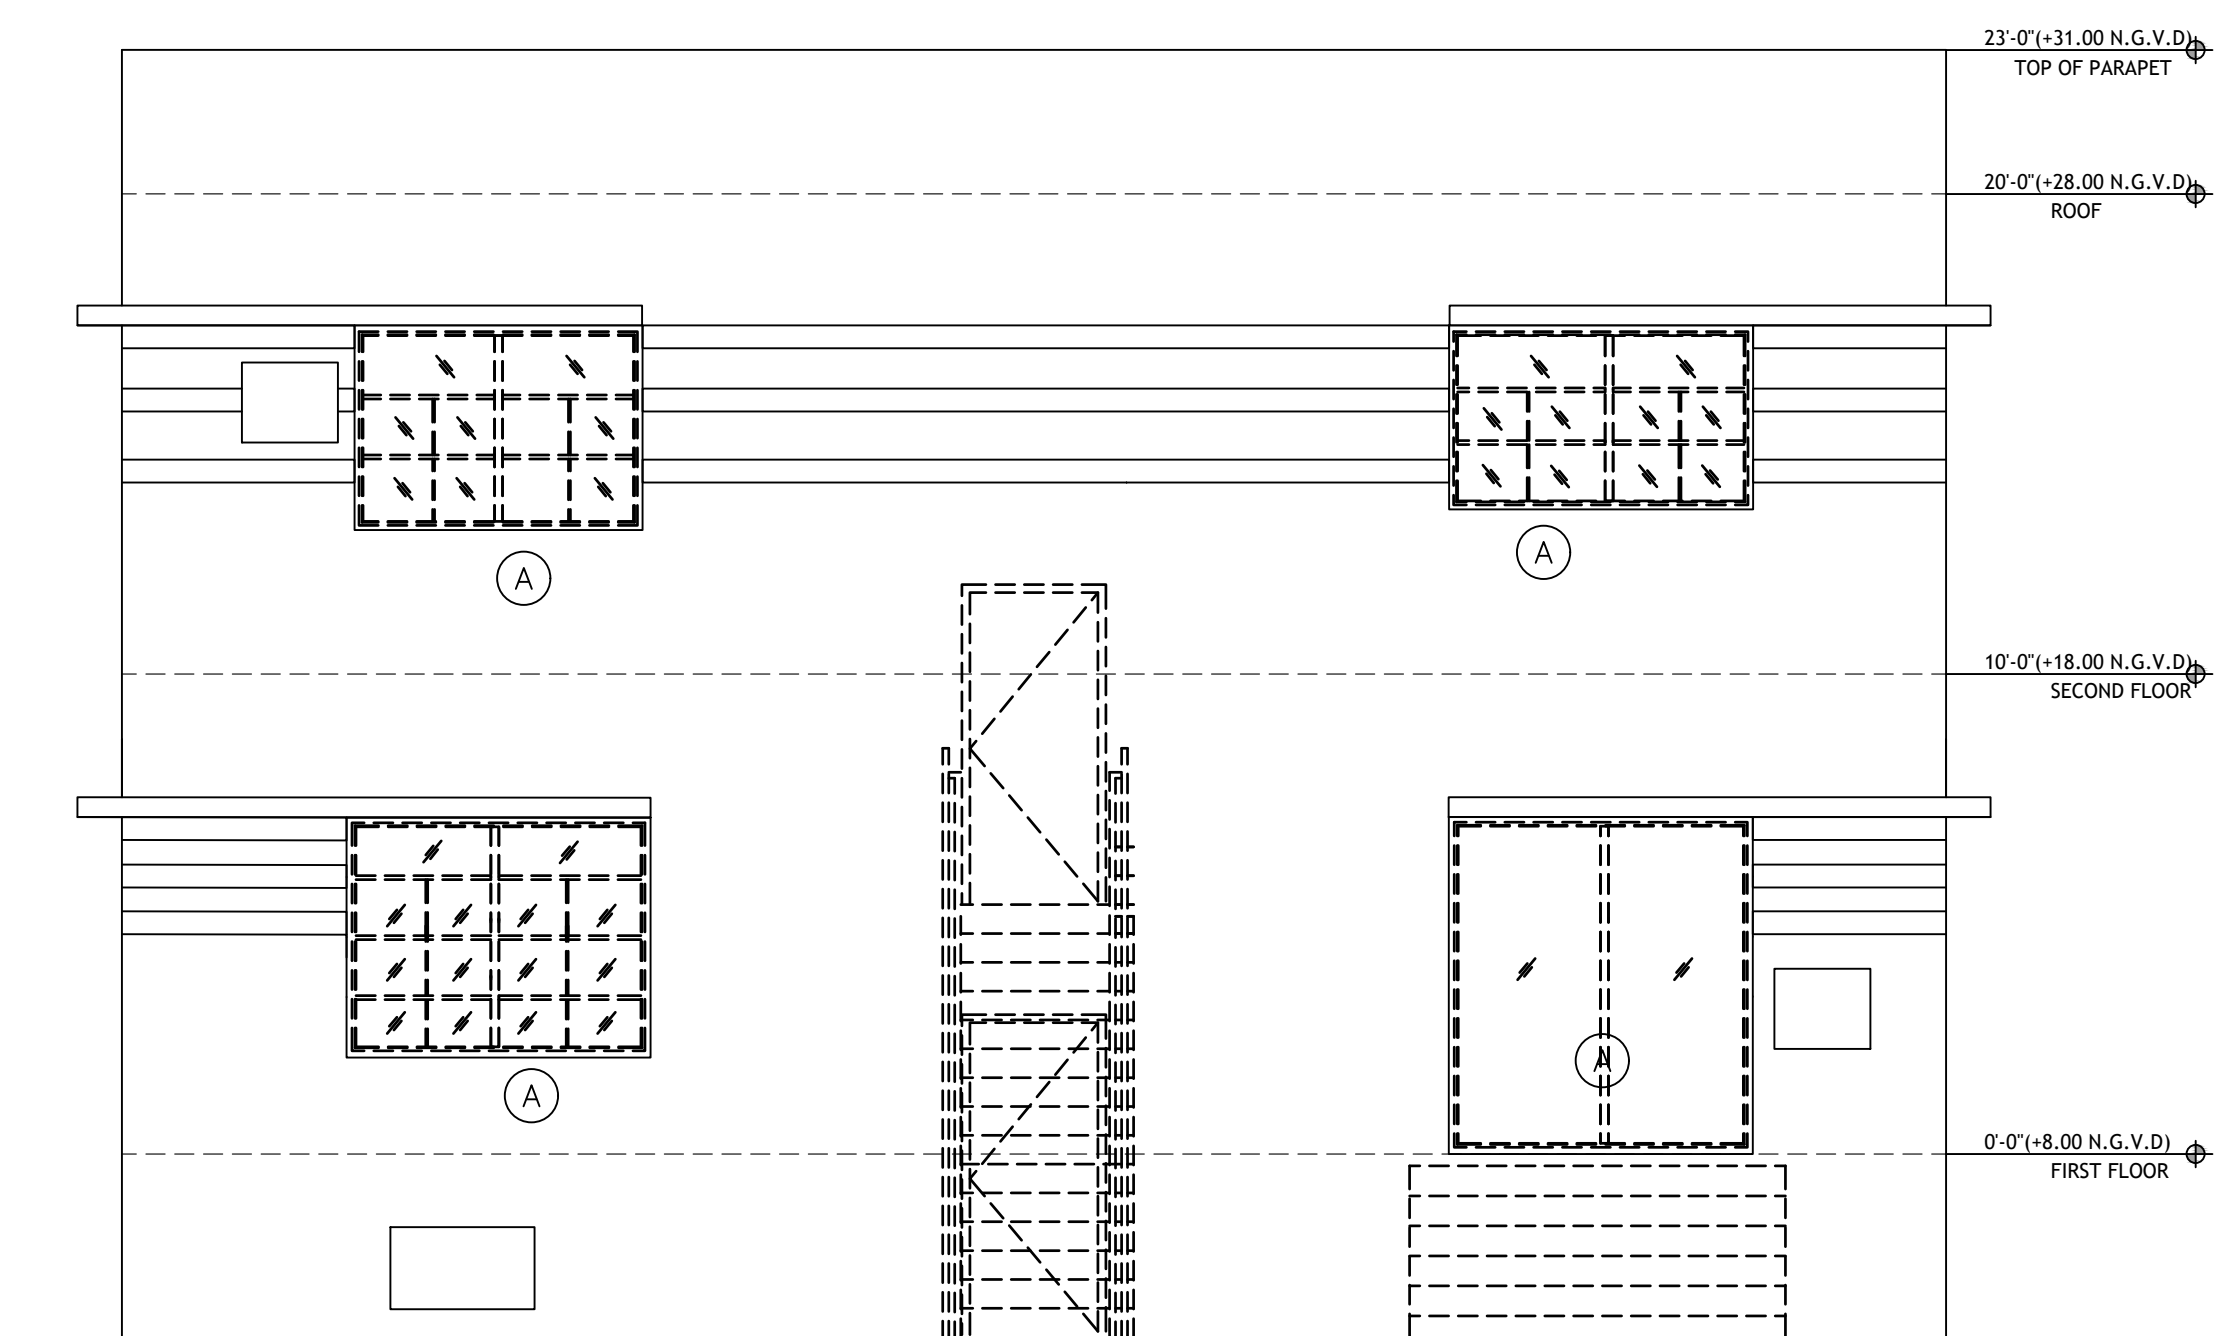 23'-0"(+31.00 N.G.V.D)
TOP OF PARAPET
20'-0"(+28.00 N.G.V.D)
ROOF
A
A
10'-0"(+18.00 N.G.V.D)
SECOND FLOOR
A
A
0'-0"(+8.00 N.G.V.D)
FIRST FLOOR